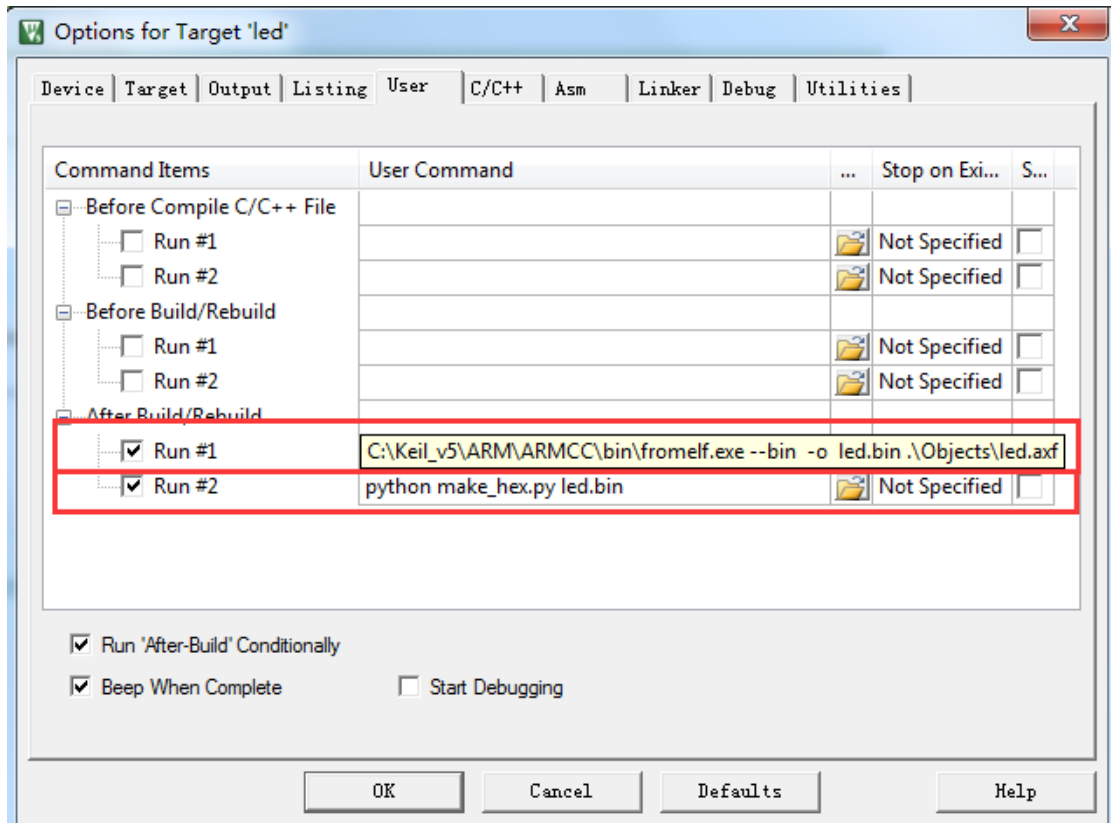 Options for Target 'led'
X
Device Target Output Listing User C/C++ Asm Linker Debug Utilities
Command Items User Command ... Stop on Exi... S...
Before Compile C/C++ File
Run #1 Not Specified
Run #2 Not Specified
Before Build/Rebuild
Run #1 Not Specified
Run #2 Not Specified
After Build/Rebuild
Run #1 C:\Keil_v5\ARM\ARMCC\bin\fromelf.exe --bin -o led.bin .\Objects\led.axf
Run #2 python make_hex.py led.bin Not Specified
Run 'After-Build' Conditionally
Beep When Complete Start Debugging
OK Cancel Defaults Help